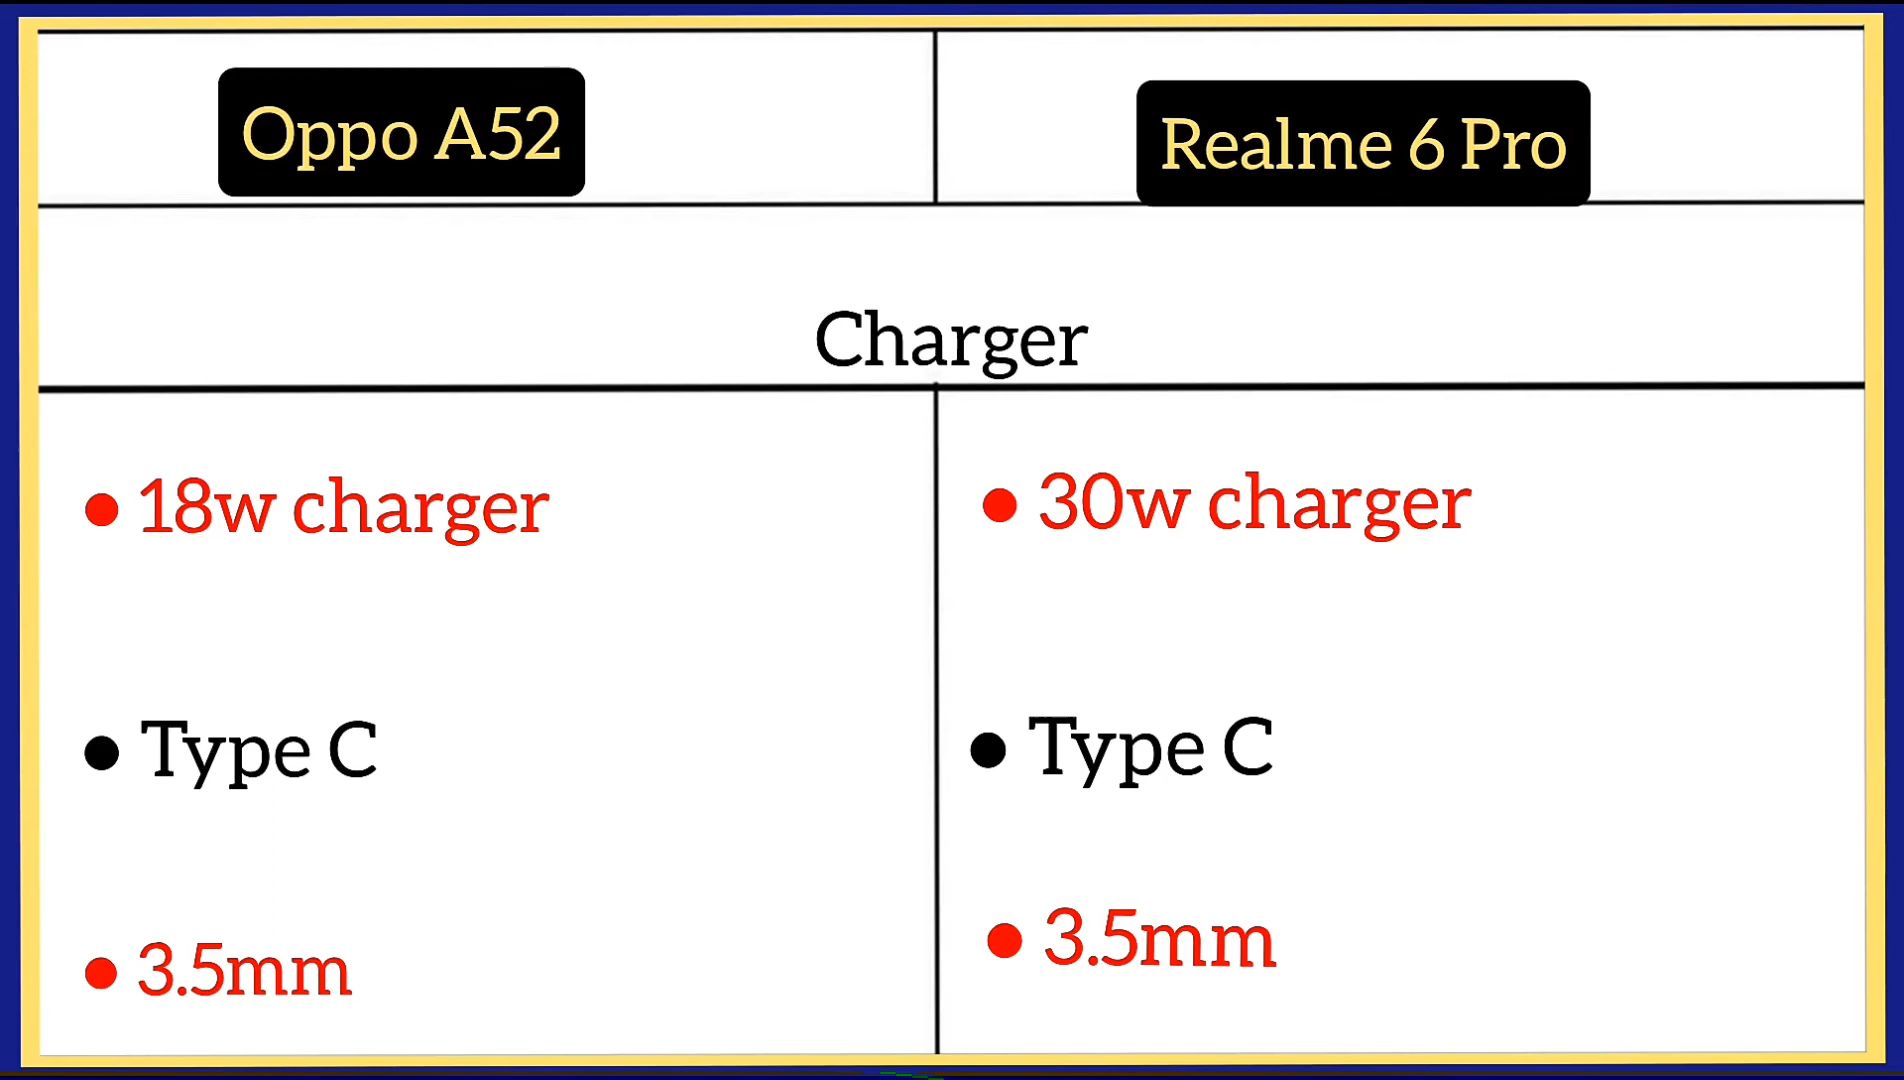 Oppo A52
Realme 6 Pro
Charger
18w charger
30w charger
Type C
Type C
3.5mm
3.5mm